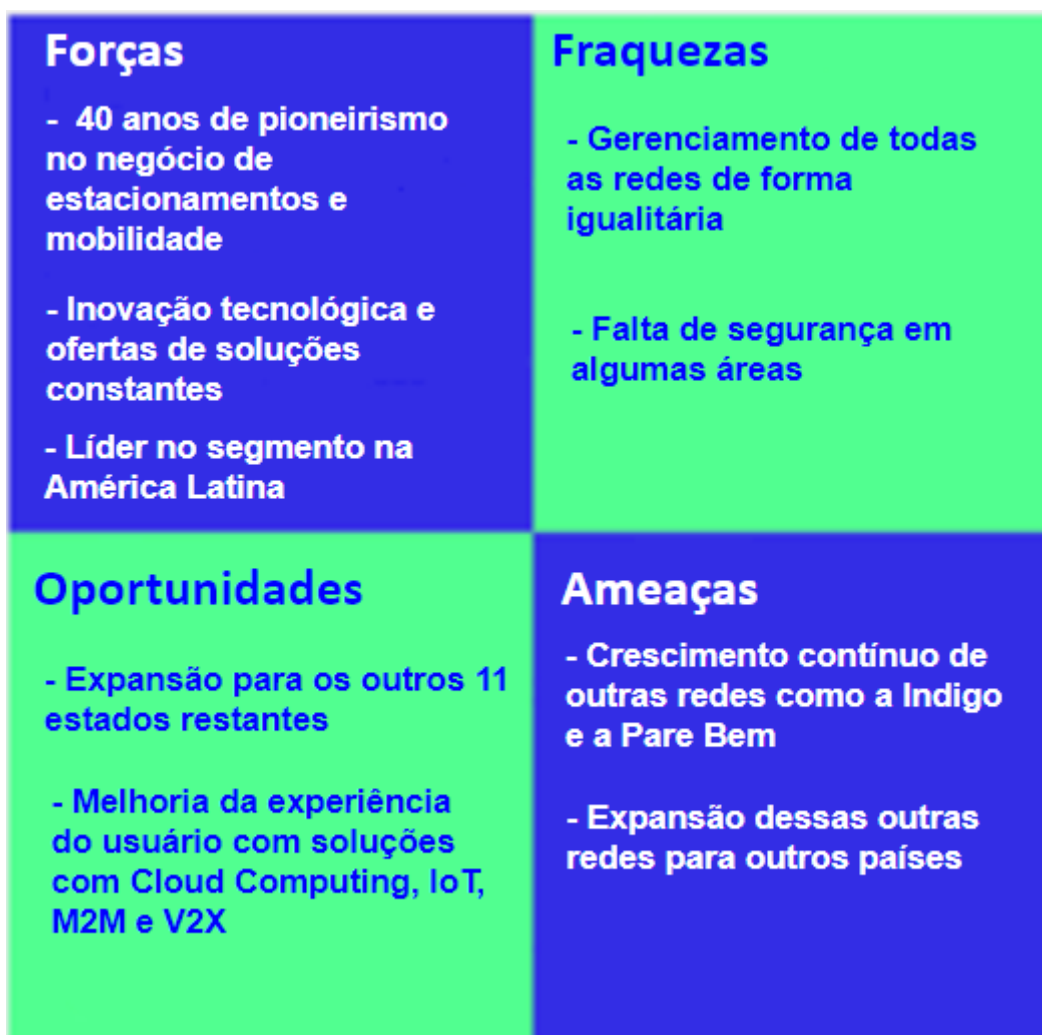 Forças
- 40 anos de pioneirismo
no negócio de
estacionamentos e
mobilidade
- Inovação tecnológica e
ofertas de soluções
constantes
- Líder no segmento na
América Latina
Fraquezas
- Gerenciamento de todas
as redes de forma
igualitária
- Falta de segurança em
algumas áreas
Oportunidades
- Expansão para os outros 11
estados restantes
- Melhoria da experiência
do usuário com soluções
com Cloud Computing, IoT,
M2M e V2X
Ameaças
- Crescimento contínuo de
outras redes como a Indigo
e a Pare Bem
- Expansão dessas outras
redes para outros países